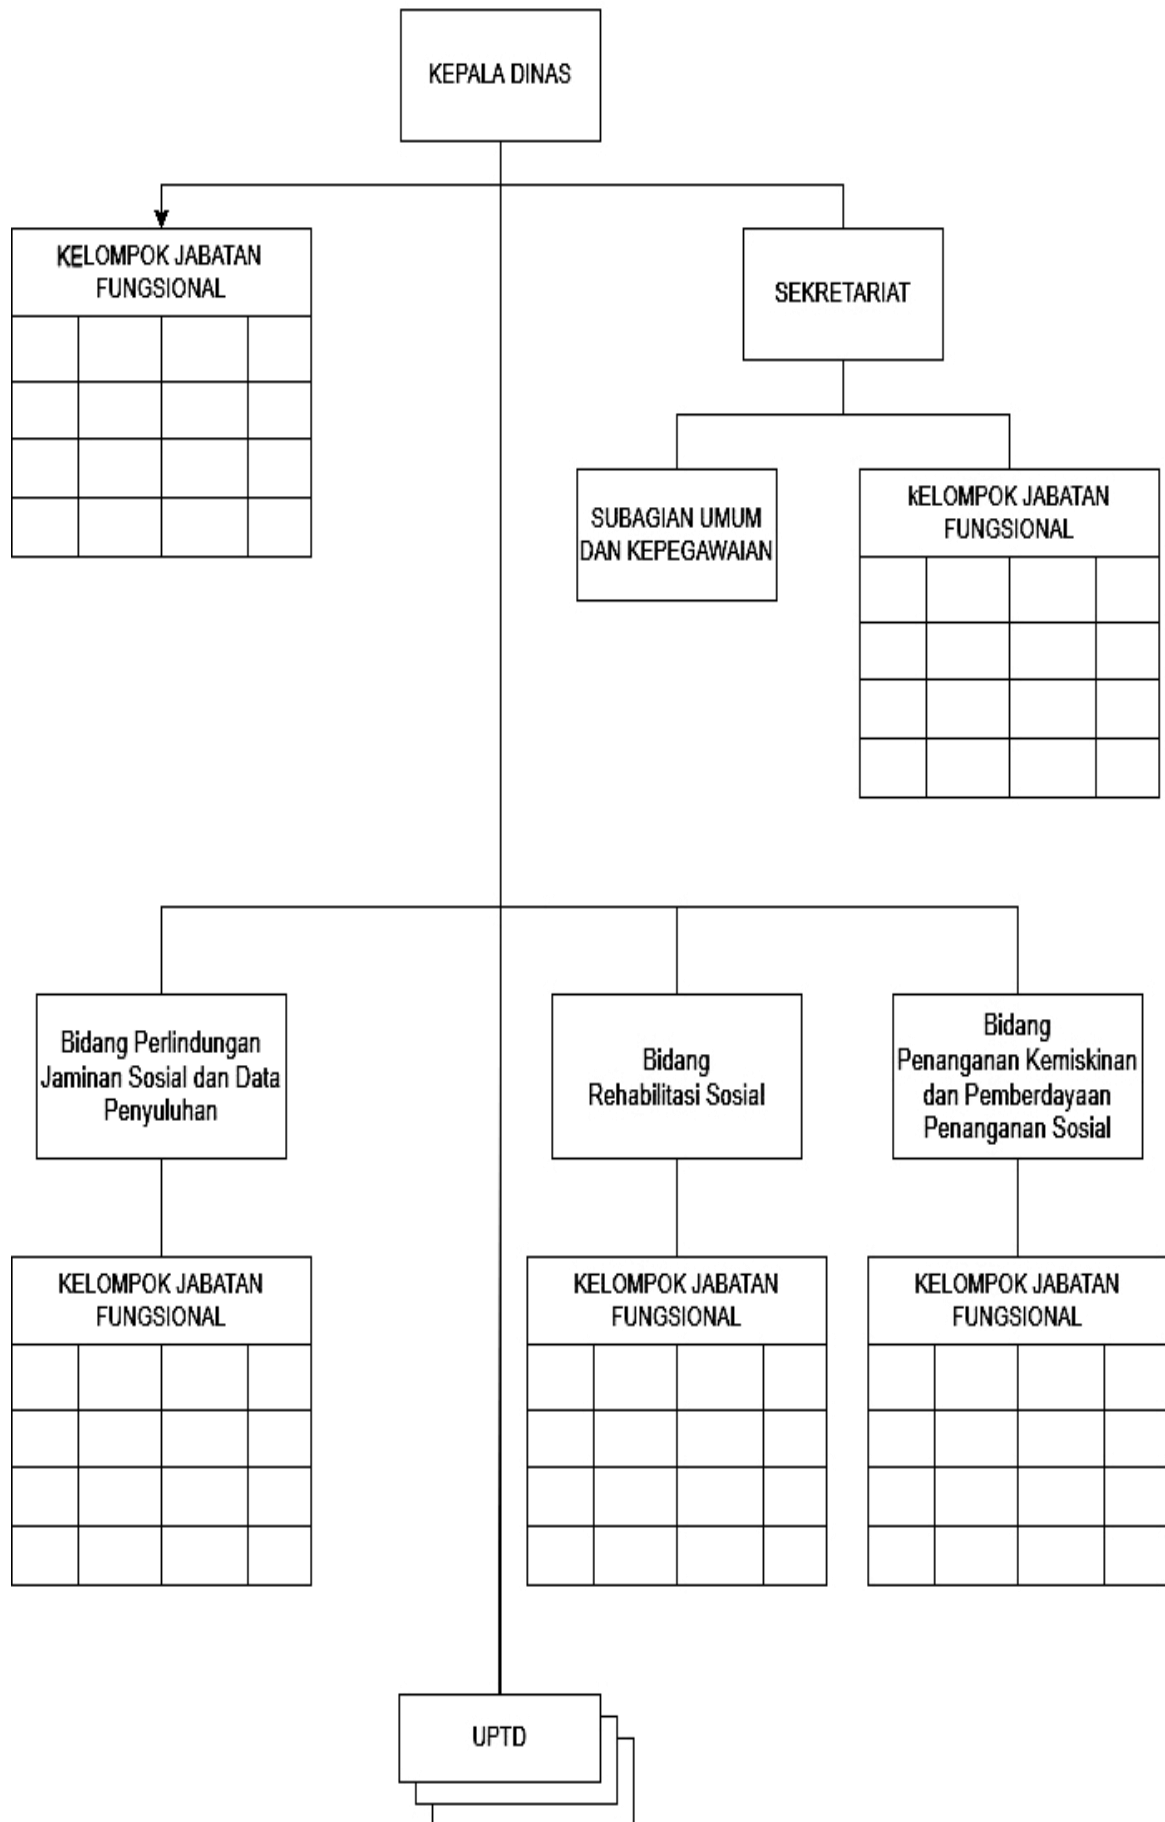 KEPALA DINAS
KELOMPOK JABATAN
FUNGSIONAL
SEKRETARIAT
SUBAGIAN UMUM
DAN KEPEGAWAIAN
kELOMPOK JABATAN
FUNGSIONAL
Bidang Perlindungan
Jaminan Sosial dan Data
Penyuluhan
Bidang
Rehabilitasi Sosial
Bidang
Penanganan Kemiskinan
dan Pemberdayaan
Penanganan Sosial
KELOMPOK JABATAN
FUNGSIONAL
KELOMPOK JABATAN
FUNGSIONAL
KELOMPOK JABATAN
FUNGSIONAL
UPTD